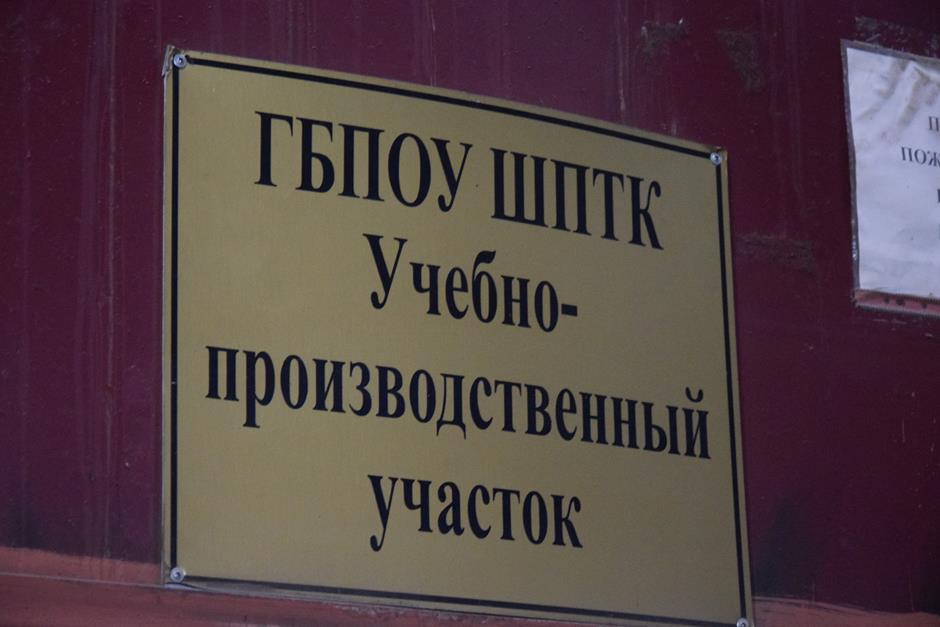 ГБПОУ ШПТК
Учебно-
производственный
участок